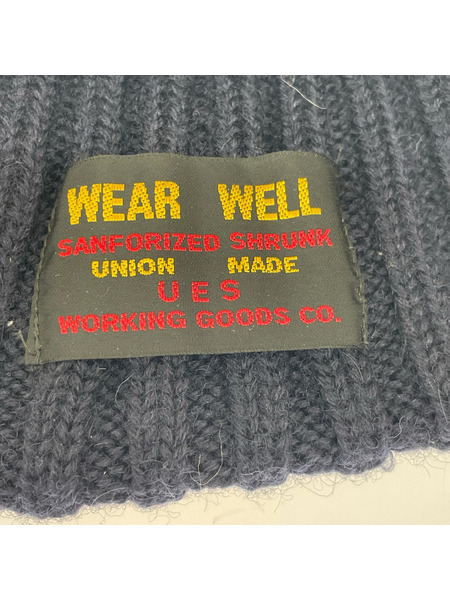 WEAR WELL
SANFORIZED SHRUNK
UNION MADE
UES
WORKING GOODS CO.